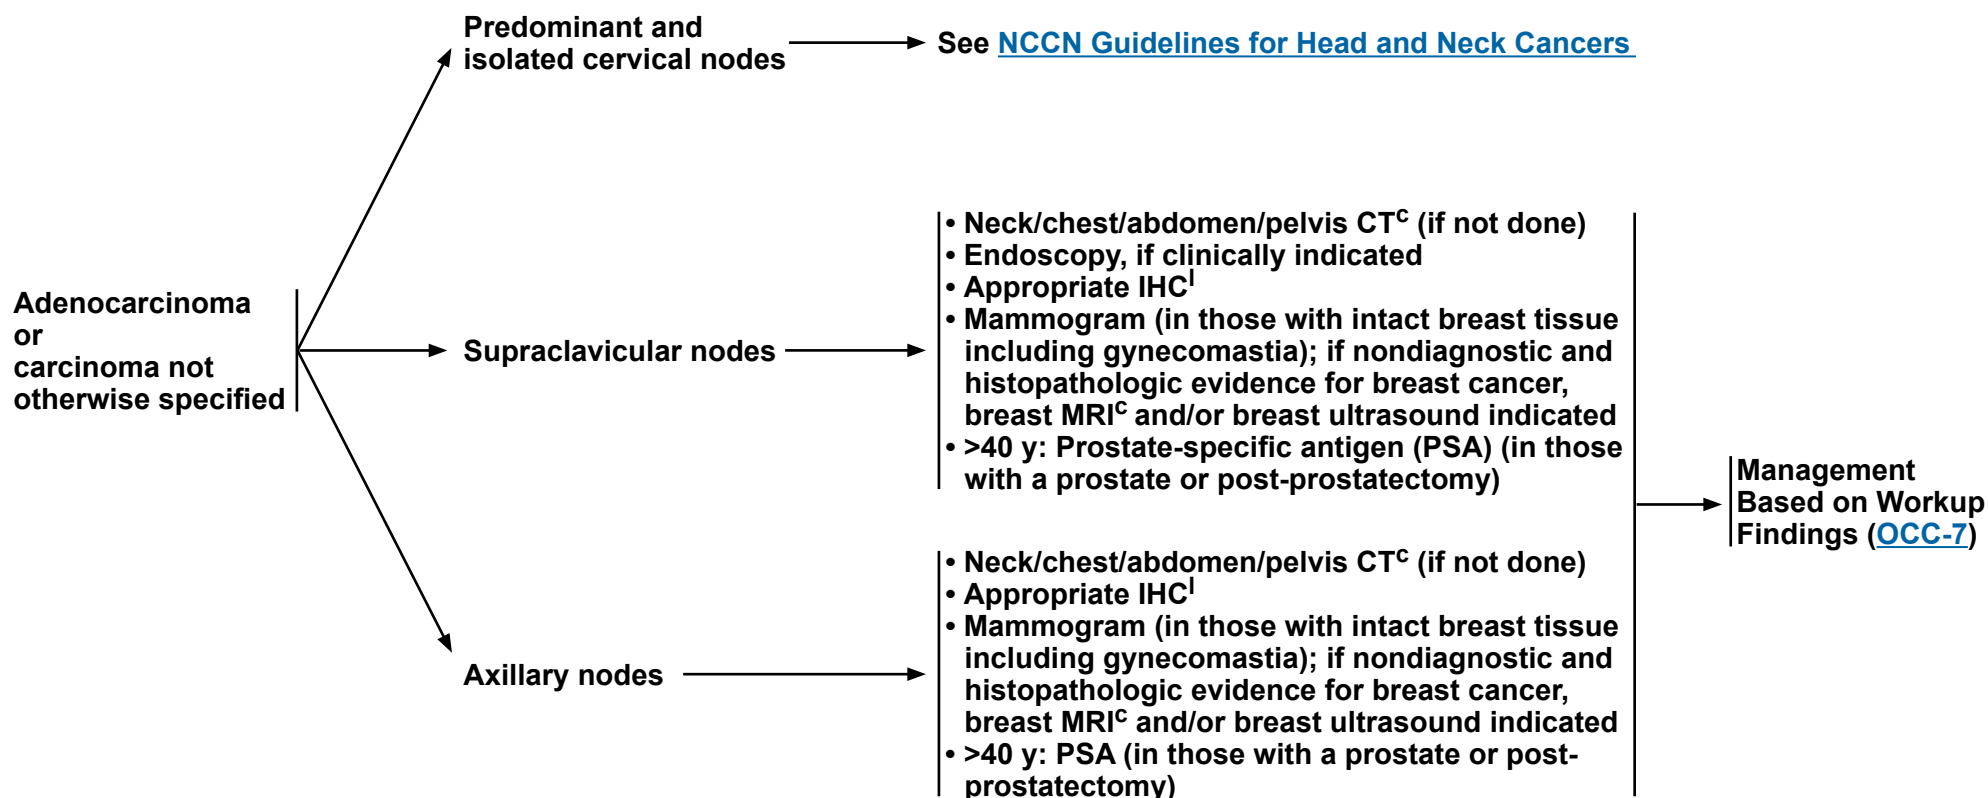 Predominant and
isolated cervical nodes
See NCCN Guidelines for Head and Neck Cancers
Adenocarcinoma
or
carcinoma not
otherwise specified
Supraclavicular nodes
• Neck/chest/abdomen/pelvis CTᶜ (if not done)
• Endoscopy, if clinically indicated
• Appropriate IHCˡ
• Mammogram (in those with intact breast tissue
including gynecomastia); if nondiagnostic and
histopathologic evidence for breast cancer,
breast MRIᶜ and/or breast ultrasound indicated
• >40 y: Prostate-specific antigen (PSA) (in those
with a prostate or post-prostatectomy)
Axillary nodes
• Neck/chest/abdomen/pelvis CTᶜ (if not done)
• Appropriate IHCˡ
• Mammogram (in those with intact breast tissue
including gynecomastia); if nondiagnostic and
histopathologic evidence for breast cancer,
breast MRIᶜ and/or breast ultrasound indicated
• >40 y: PSA (in those with a prostate or post-
prostatectomy)
Management
Based on Workup
Findings (OCC-7)